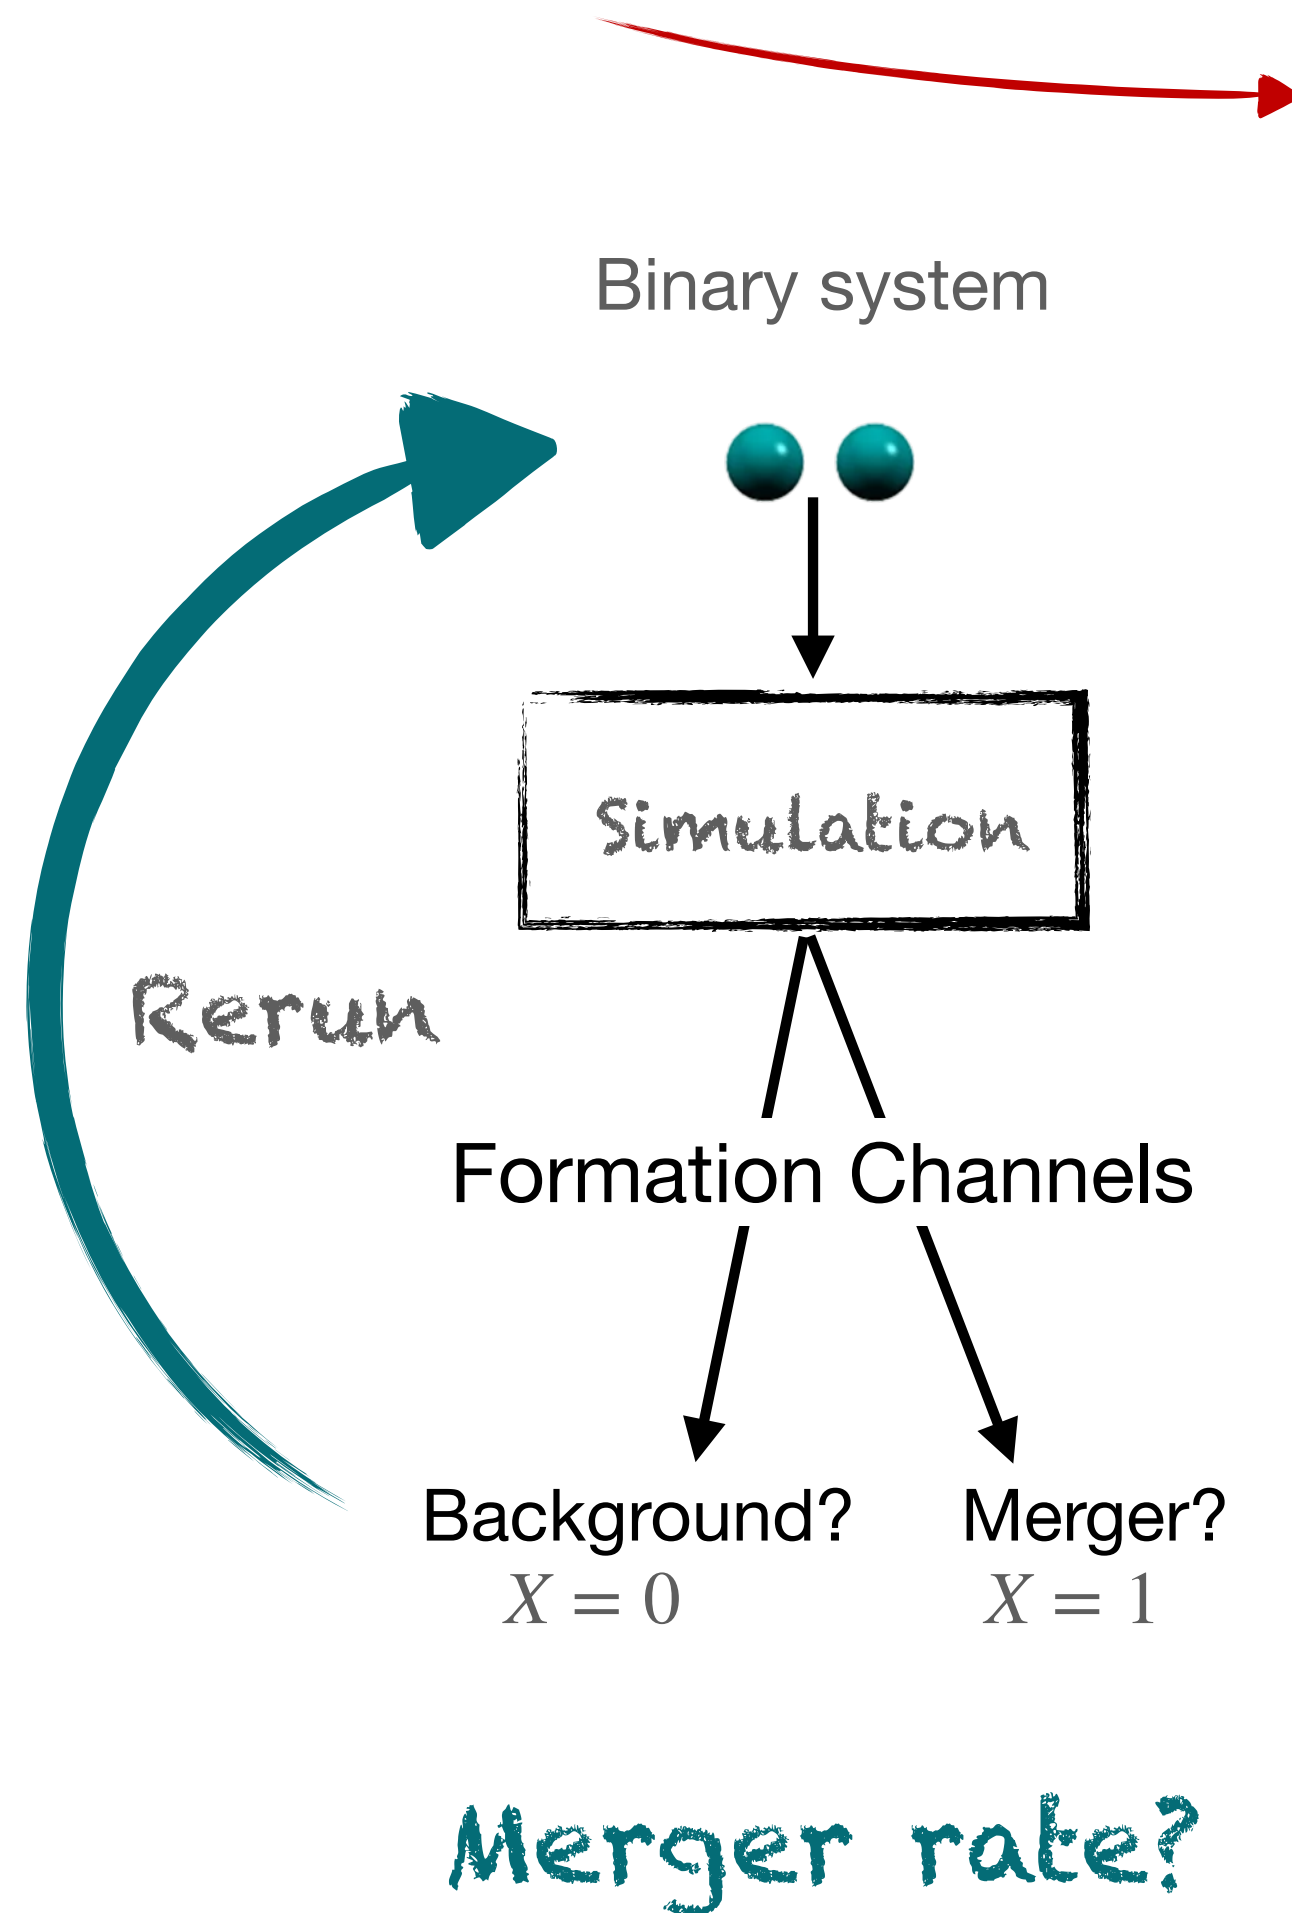 Binary system
Simulation
Rerun
Formation Channels
Background? Merger?
X = 0 X = 1
Merger rate?